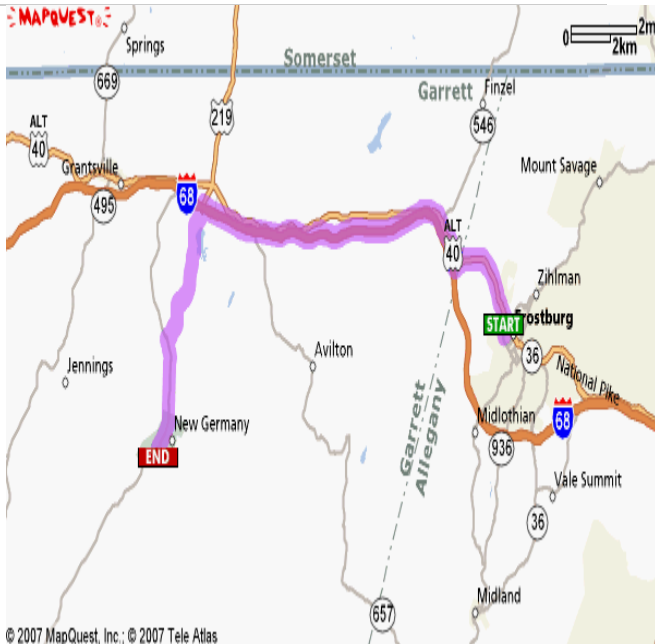 MAPQUEST®
2mi
0
2km
Springs
Somerset
669
Garrett
Finzel
219
546
ALT
40
Mount Savage
Grantsville
68
495
ALT
40
Zihlman
START
Frostburg
36
Avilton
National Pike
Jennings
New Germany
Midlothian
68
END
936
Garrett
Allegany
Vale Summit
36
Midland
657
© 2007 MapQuest, Inc.; © 2007 Tele Atlas